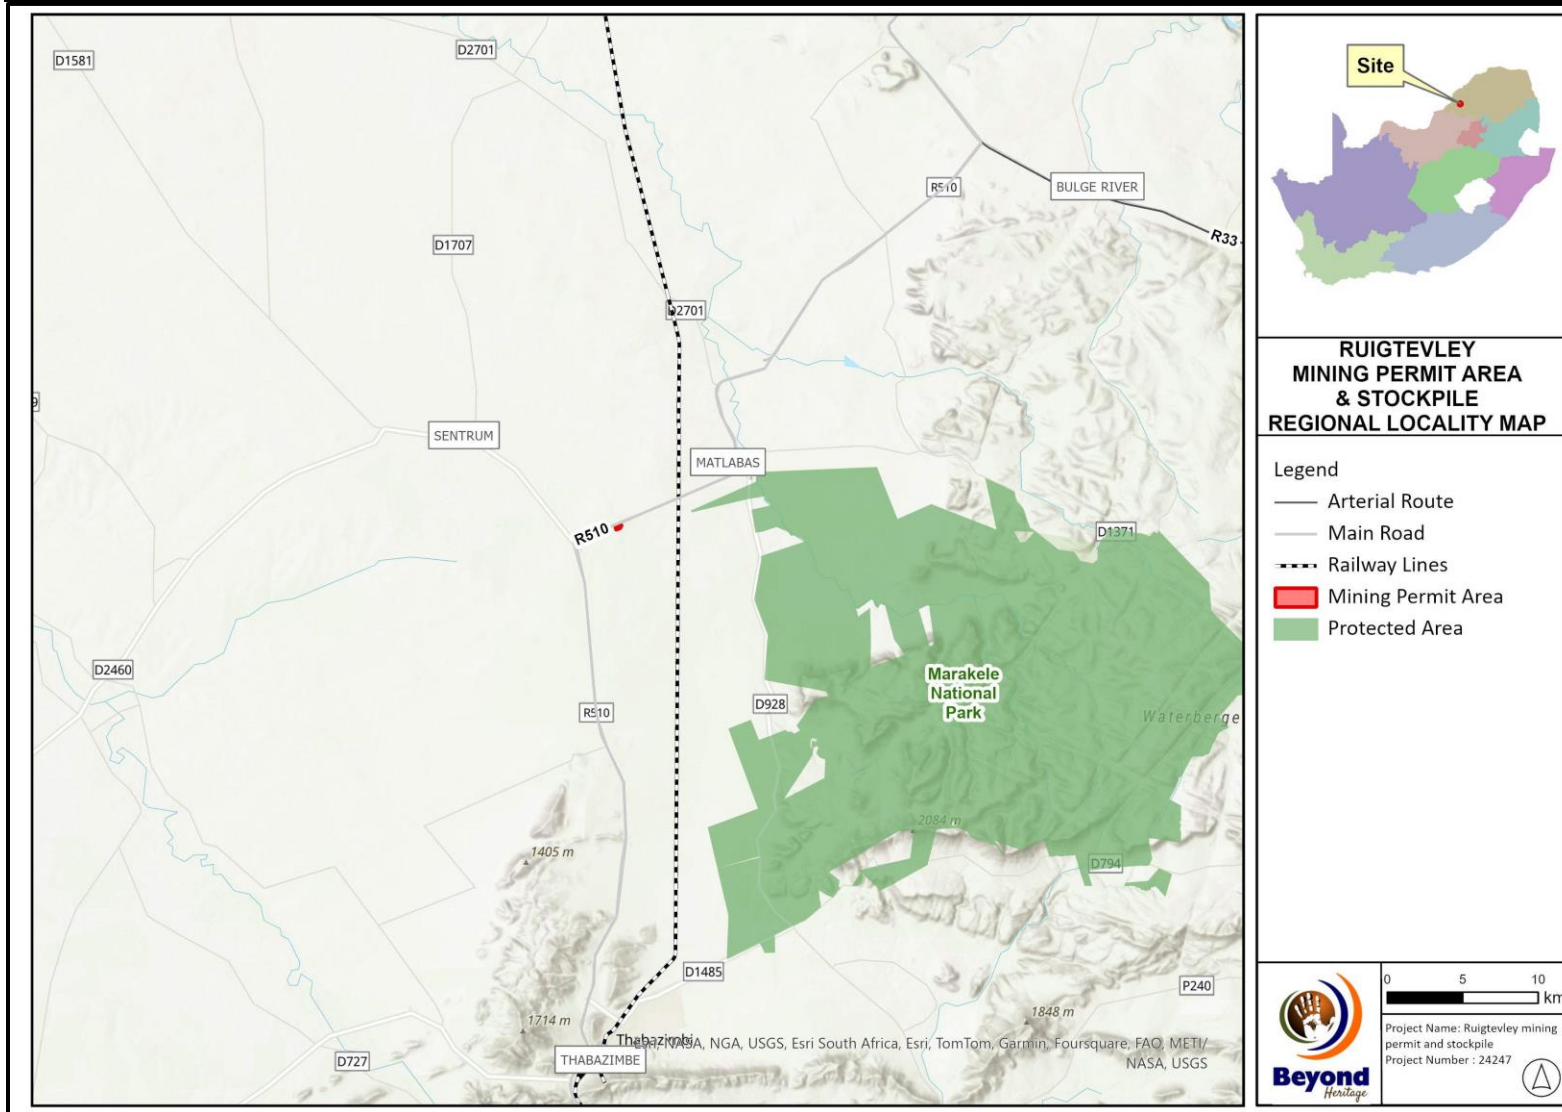 D1581
D2701
R510
BULGE RIVER
R33
D1707
D2701
SENTRUM
MATLABAS
R510
D1371
D2460
R510
D928
Marakele
National
Park
Waterberge
1405 m
2084 m
D794
D1485
P240
1714 m
1848 m
Thabazimbi
Esri, NASA, NGA, USGS, Esri South Africa, Esri, TomTom, Garmin, Foursquare, FAO, METI/
NASA, USGS
D727
THABAZIMBE
Site
RUIGTEVLEY
MINING PERMIT AREA
& STOCKPILE
REGIONAL LOCALITY MAP
Legend
Arterial Route
Main Road
Railway Lines
Mining Permit Area
Protected Area
0 5 10
km
Project Name: Ruigtevley mining
permit and stockpile
Project Number : 24247
Beyond
Heritage